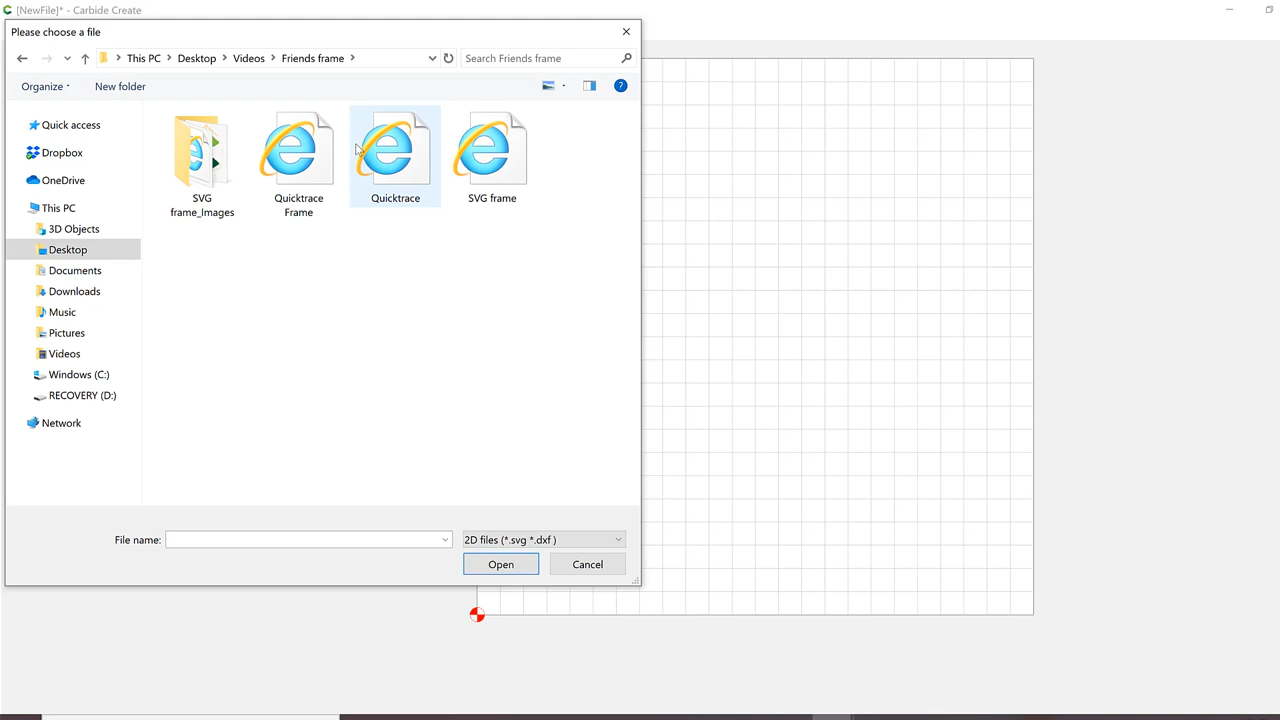 [NewFile]* - Carbide Create
Please choose a file
This PC
Desktop
Videos
Friends frame
Search Friends frame
Organize
New folder
Quick access
Dropbox
OneDrive
This PC
3D Objects
Desktop
Documents
Downloads
Music
Pictures
Videos
Windows (C:)
RECOVERY (D:)
Network
SVG
frame_Images
Quicktrace
Frame
Quicktrace
SVG frame
File name:
2D files (*.svg *.dxf )
Open
Cancel